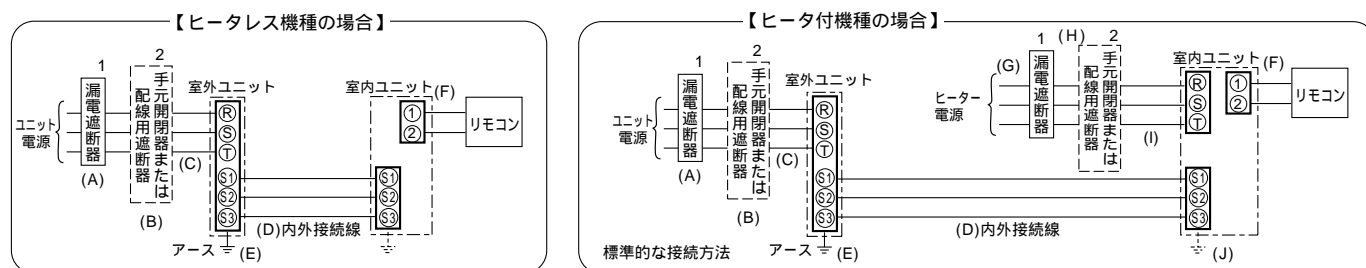 【ヒータレス機種の場合】
1
2
漏電遮断器
手元開閉器または
配線用遮断器
室外ユニット
室内ユニット
(F)
ユニット
電源
R
S
T
①
②
リモコン
(A)
(B)
(C)
S1
S2
S3
S1
S2
S3
(D)内外接続線
アース
(E)
【ヒータ付機種の場合】
1
2
漏電遮断器
手元開閉器または
配線用遮断器
室外ユニット
ユニット
電源
R
S
T
(A)
(B)
(C)
S1
S2
S3
アース
(E)
標準的な接続方法
(D)内外接続線
1
(H)
2
(G)
漏電遮断器
手元開閉器または
配線用遮断器
ヒーター
電源
(I)
室内ユニット
(F)
R
S
T
①
②
リモコン
S1
S2
S3
(J)